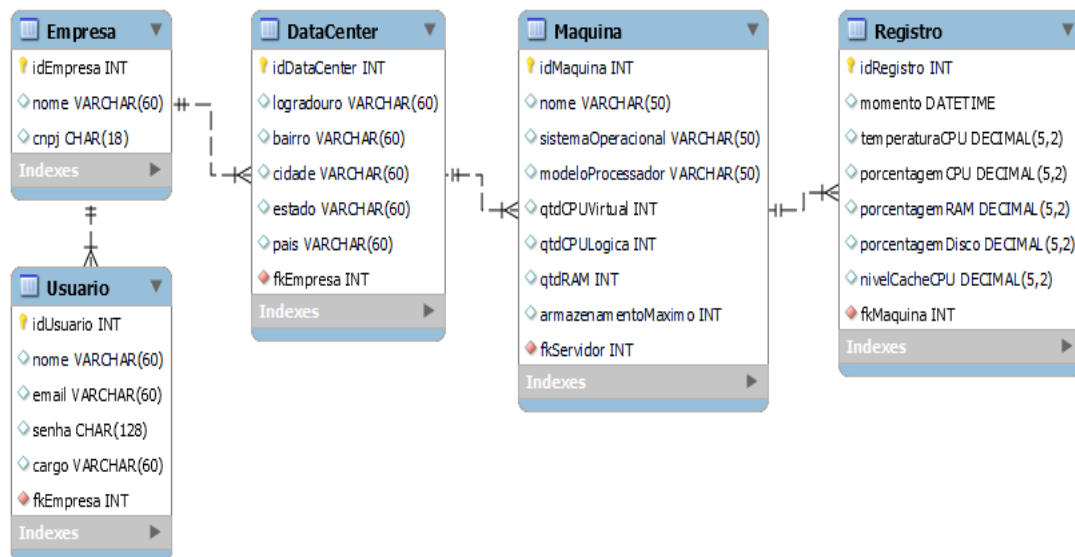 Empresa
idEmpresa INT
nome VARCHAR(60)
cnpj CHAR(18)
Indexes
Usuario
idUsuario INT
nome VARCHAR(60)
email VARCHAR(60)
senha CHAR(128)
cargo VARCHAR(60)
fkEmpresa INT
Indexes
DataCenter
idDataCenter INT
logradouro VARCHAR(60)
bairro VARCHAR(60)
cidade VARCHAR(60)
estado VARCHAR(60)
pais VARCHAR(60)
fkEmpresa INT
Indexes
Maquina
idMaquina INT
nome VARCHAR(50)
sistemaOperacional VARCHAR(50)
modeloProcessador VARCHAR(50)
qtdCPUVirtual INT
qtdCPULogica INT
qtdRAM INT
armazenamentoMaximo INT
fkServidor INT
Indexes
Registro
idRegistro INT
momento DATETIME
temperaturaCPU DECIMAL(5,2)
porcentagemCPU DECIMAL(5,2)
porcentagemRAM DECIMAL(5,2)
porcentagemDisco DECIMAL(5,2)
nivelCacheCPU DECIMAL(5,2)
fkMaquina INT
Indexes